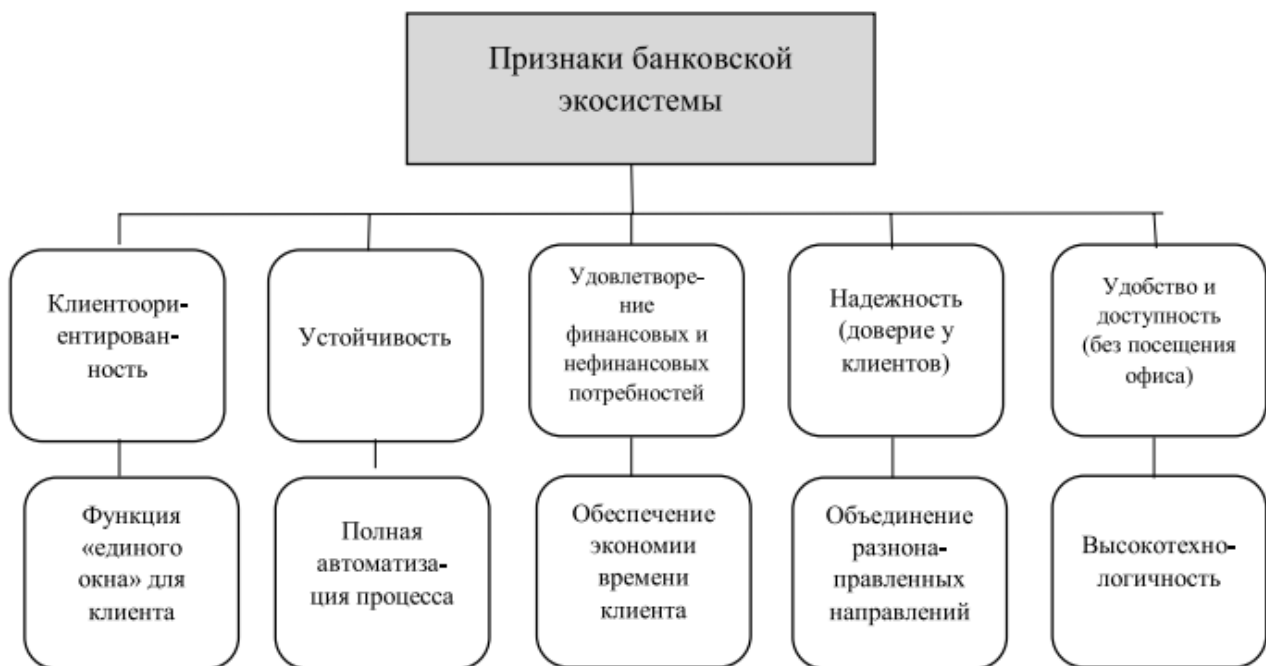 Признаки банковской
экосистемы
Клиентоори-
ентирован-
ность
Устойчивость
Удовлетворе-
ние
финансовых и
нефинансовых
потребностей
Надежность
(доверие у
клиентов)
Удобство и
доступность
(без посещения
офиса)
Функция
«единого
окна» для
клиента
Полная
автоматиза-
ция процесса
Обеспечение
экономии
времени
клиента
Объединение
разнона-
правленных
направлений
Высокотехно-
логичность